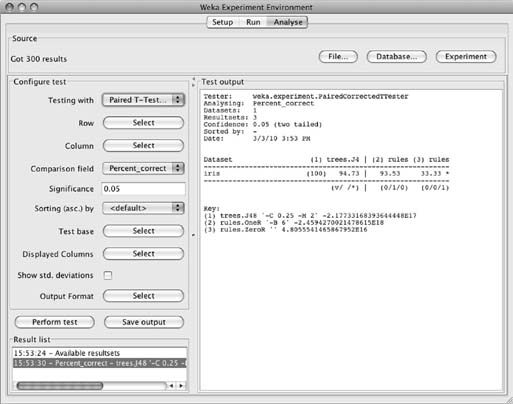 Weka Experiment Environment
Setup Run Analyse
Source
Got 300 results
File... Database... Experiment
Configure test
Testing with Paired T-Test...
Row Select
Column Select
Comparison field Percent_correct
Significance 0.05
Sorting (asc.) by <default>
Test base Select
Displayed Columns Select
Show std. deviations
Output Format Select
Perform test Save output
Result list
15:53:24 - Available resultsets
15:53:30 - Percent_correct - trees.J48 '-C 0.25 -
Test output
Tester: weka.experiment.PairedCorrectedTTester
Analysing: Percent_correct
Datasets: 1
Resultsets: 3
Confidence: 0.05 (two tailed)
Sorted by: -
Date: 3/3/10 3:53 PM
Dataset (1) trees.J4 | (2) rules (3) rules
iris (100) 94.73 | 93.53 33.33 *
(v/ /*) | (0/1/0) (0/0/1)
Key:
(1) trees.J48 '-C 0.25 -M 2' -2.17733168393644448E17
(2) rules.OneR '-B 6' -2.4594270021478615E18
(3) rules.ZeroR '' 4.8055541465867952E16